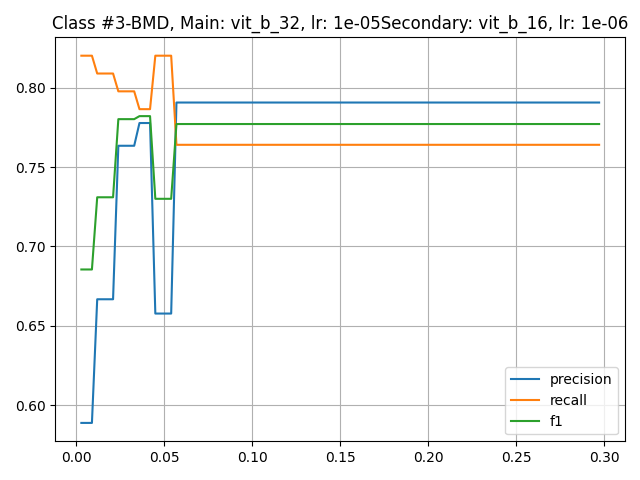 Class #3-BMD, Main: vit_b_32, lr: 1e-05Secondary: vit_b_16, lr: 1e-06
0.80
0.75
0.70
0.65
0.60
precision
recall
f1
0.00 0.05 0.10 0.15 0.20 0.25 0.30